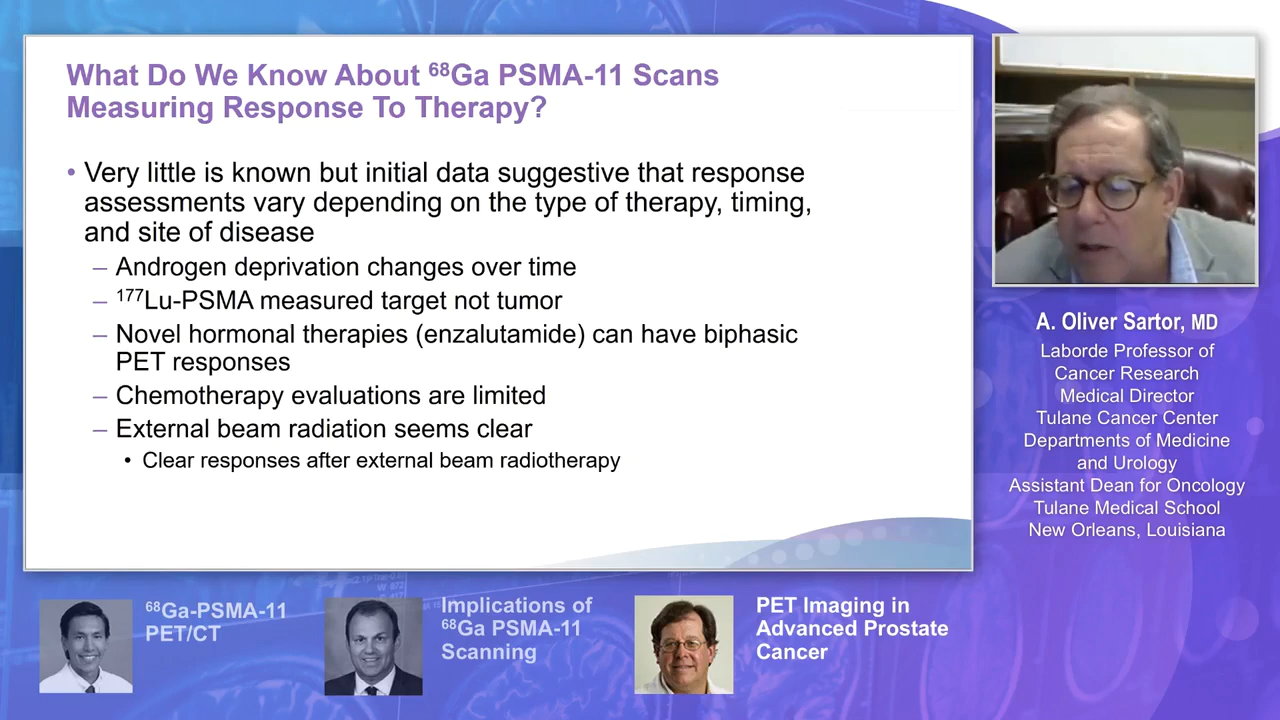 What Do We Know About ⁶⁸Ga PSMA-11 Scans
Measuring Response To Therapy?
• Very little is known but initial data suggestive that response
assessments vary depending on the type of therapy, timing,
and site of disease
– Androgen deprivation changes over time
– ¹⁷⁷Lu-PSMA measured target not tumor
– Novel hormonal therapies (enzalutamide) can have biphasic
PET responses
– Chemotherapy evaluations are limited
– External beam radiation seems clear
• Clear responses after external beam radiotherapy
A. Oliver Sartor, MD
Laborde Professor of
Cancer Research
Medical Director
Tulane Cancer Center
Departments of Medicine
and Urology
Assistant Dean for Oncology
Tulane Medical School
New Orleans, Louisiana
⁶⁸Ga-PSMA-11
PET/CT
Implications of
⁶⁸Ga PSMA-11
Scanning
PET Imaging in
Advanced Prostate
Cancer